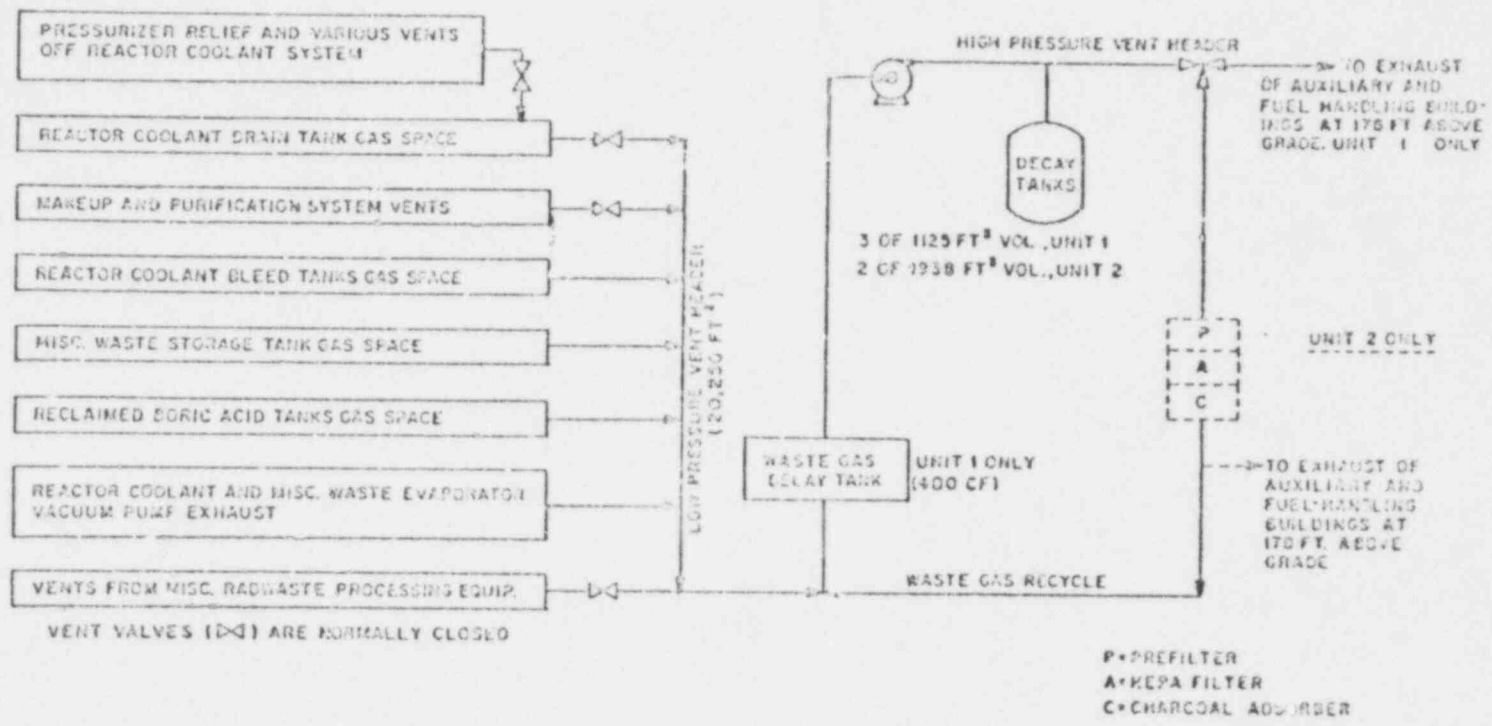 PRESSURIZER RELIEF AND VARIOUS VENTS
OFF REACTOR COOLANT SYSTEM
REACTOR COOLANT DRAIN TANK GAS SPACE
MAKEUP AND PURIFICATION SYSTEM VENTS
REACTOR COOLANT BLEED TANKS GAS SPACE
MISC. WASTE STORAGE TANK GAS SPACE
RECLAIMED BORIC ACID TANKS GAS SPACE
REACTOR COOLANT AND MISC. WASTE EVAPORATOR
VACUUM PUMP EXHAUST
VENTS FROM MISC. RADWASTE PROCESSING EQUIP.
VENT VALVES ( ) ARE NORMALLY CLOSED
LOW PRESSURE VENT HEADER
(20,250 FT³)
HIGH PRESSURE VENT HEADER
TO EXHAUST
OF AUXILIARY AND
FUEL HANDLING BUILD-
INGS AT 176 FT ABOVE
GRADE. UNIT 1 ONLY
DECAY
TANKS
3 OF 1125 FT³ VOL., UNIT 1
2 OF 1938 FT³ VOL., UNIT 2
P
A
C
UNIT 2 ONLY
WASTE GAS
DELAY TANK
UNIT 1 ONLY
(400 CF)
TO EXHAUST OF
AUXILIARY AND
FUEL-HANDLING
BUILDINGS AT
FT. ABOVE
GRADE
WASTE GAS RECYCLE
P=PREFILTER
A=HEPA FILTER
C=CHARCOAL ADSORBER